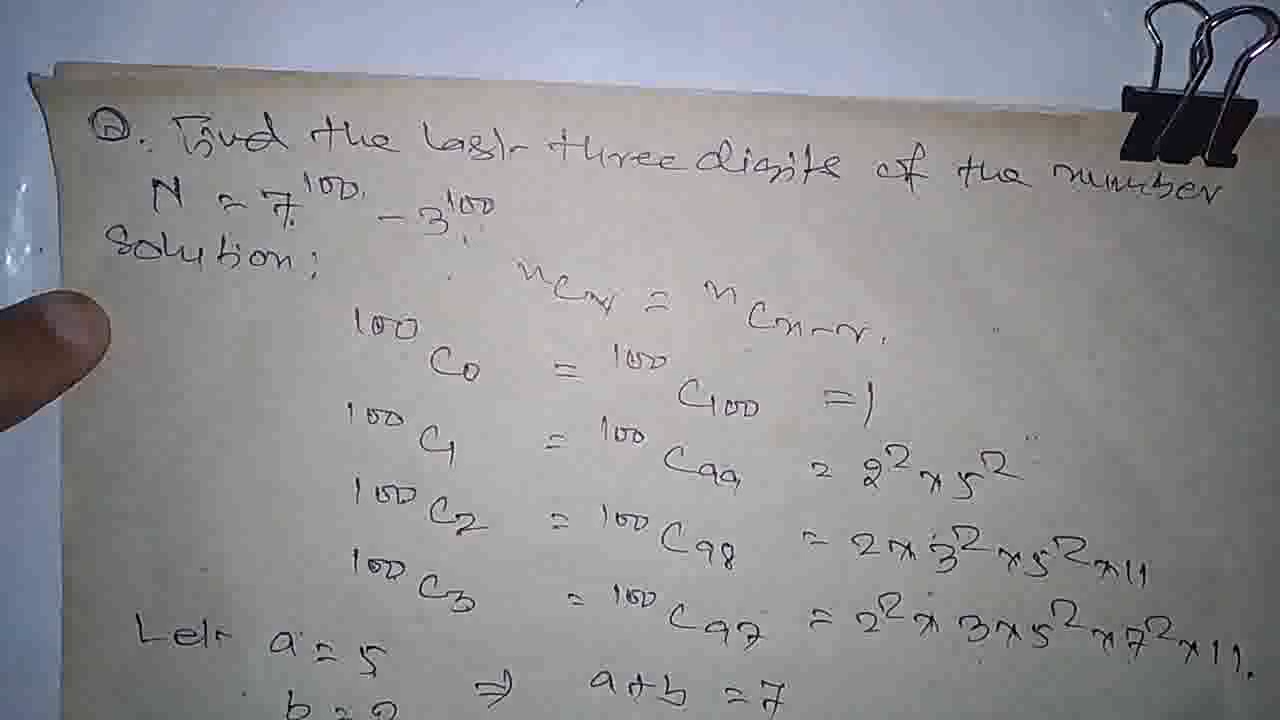 Q. Find the last three digits of the number
N = 7^100 - 3^100
Solution:
nCr = nCn-r.
100C0 = 100C100 = 1
100C1 = 100C99 = 2^2 x 5^2
100C2 = 100C98 = 2 x 3^2 x 5^2 x 11
100C3 = 100C97 = 2^2 x 3 x 5^2 x 7^2 x 11.
Let a = 5
b = 2 => a + b = 7